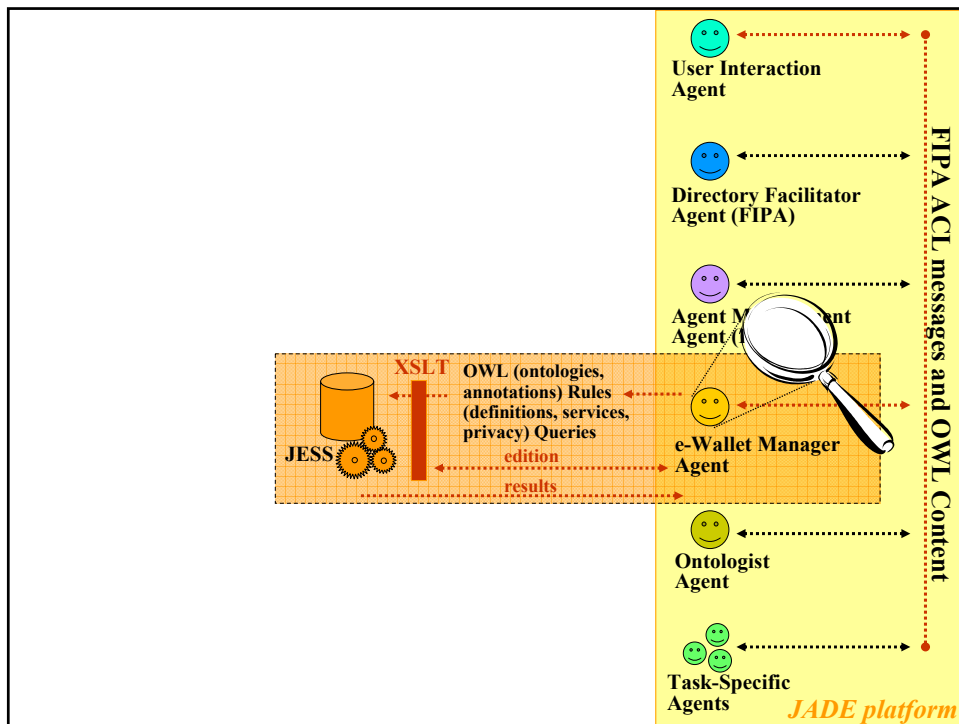 User Interaction
Agent
Directory Facilitator
Agent (FIPA)
Agent M
ent
Agent (
XSLT
OWL (ontologies,
annotations) Rules
(definitions, services,
privacy) Queries
JESS
edition
results
e-Wallet Manager
Agent
Ontologist
Agent
Task-Specific
Agents
FIPA ACL messages and OWL Content
JADE platform